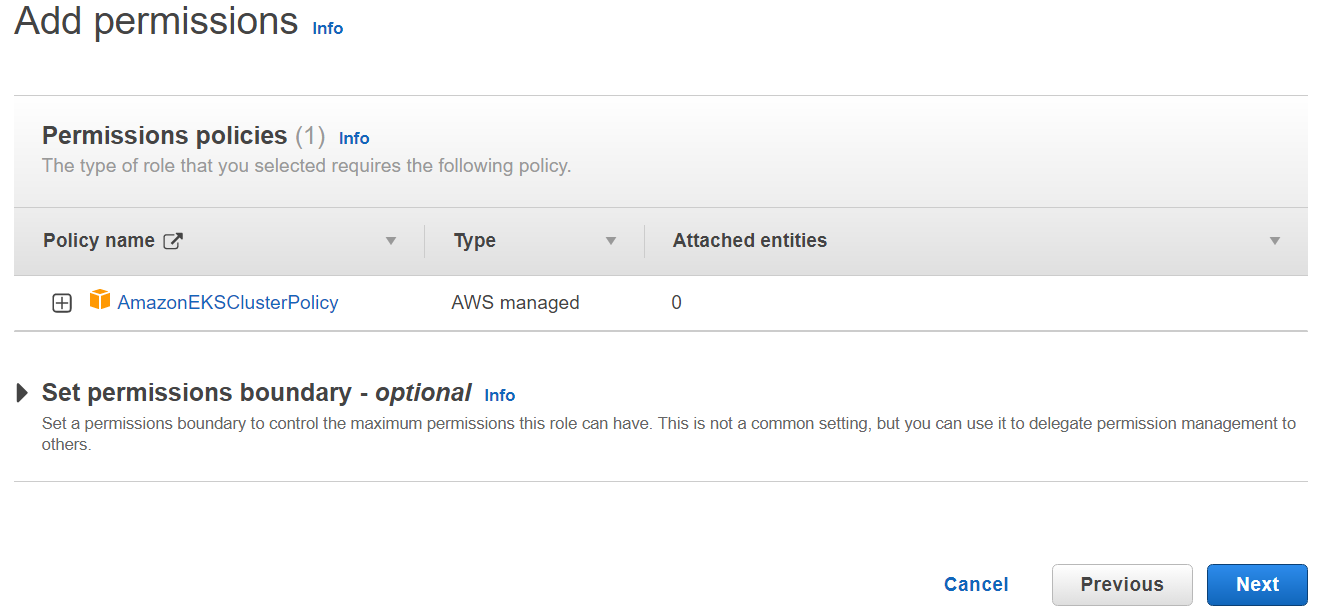 Add permissions Info
Permissions policies (1) Info
The type of role that you selected requires the following policy.
Policy name Type Attached entities
AmazonEKSClusterPolicy AWS managed 0
Set permissions boundary - optional Info
Set a permissions boundary to control the maximum permissions this role can have. This is not a common setting, but you can use it to delegate permission management to
others.
Cancel Previous Next